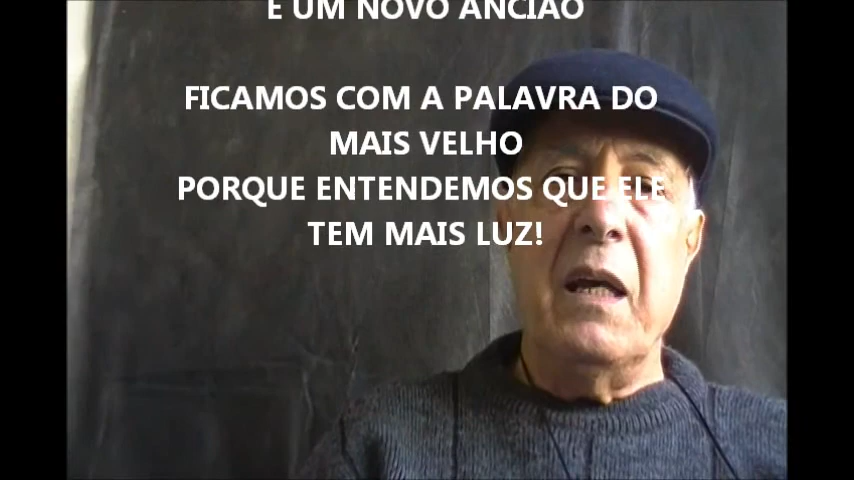 E UM NOVO ANCIÃO
FICAMOS COM A PALAVRA DO
MAIS VELHO
PORQUE ENTENDEMOS QUE ELE
TEM MAIS LUZ!